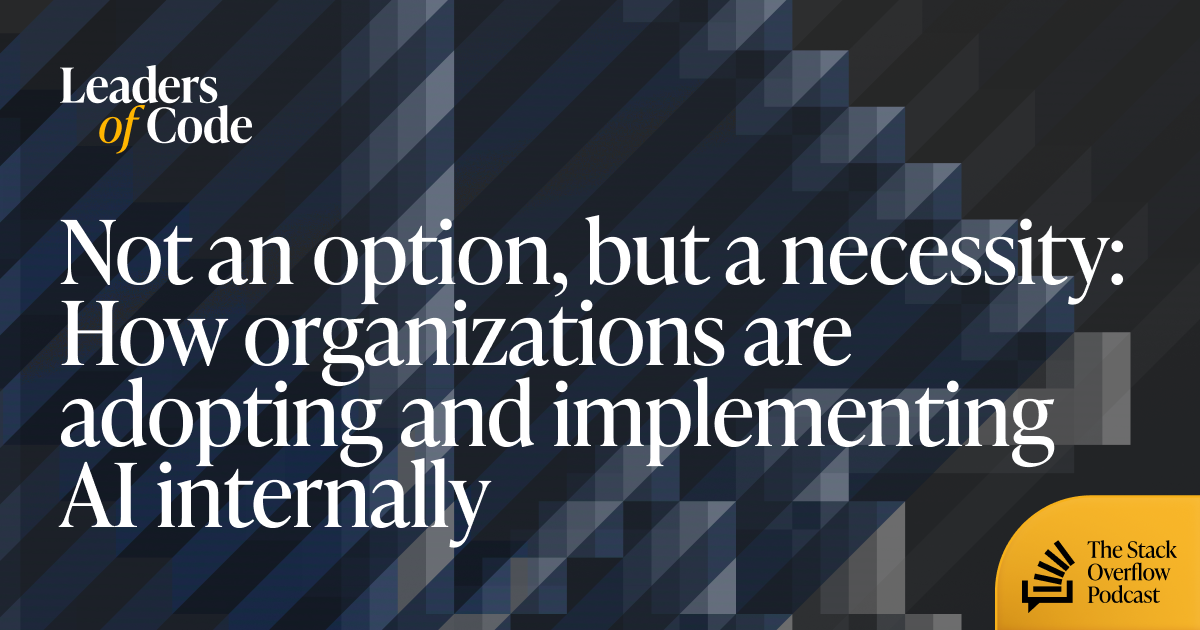 Leaders
of Code
Not an option, but a necessity:
How organizations are
adopting and implementing
AI internally
The Stack
Overflow
Podcast